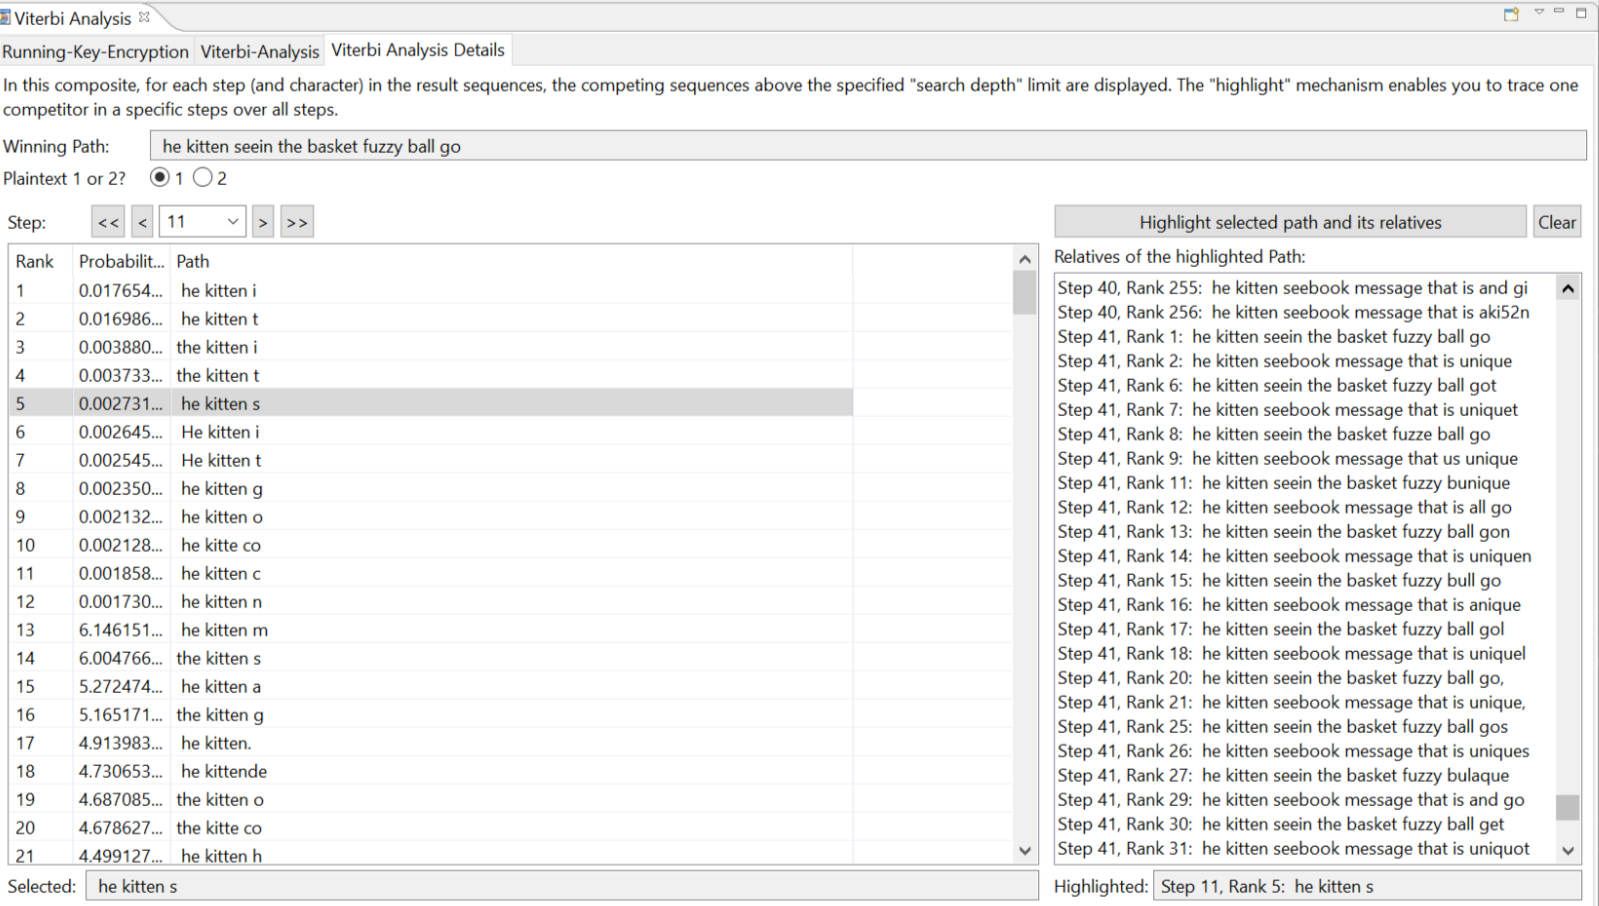 Viterbi Analysis
Running-Key-Encryption Viterbi-Analysis Viterbi Analysis Details
In this composite, for each step (and character) in the result sequences, the competing sequences above the specified "search depth" limit are displayed. The "highlight" mechanism enables you to trace one
competitor in a specific steps over all steps.
Winning Path: he kitten seein the basket fuzzy ball go
Plaintext 1 or 2? 1 2
Step: << < 11 > >>
Rank Probabilit... Path
1 0.017654... he kitten i
2 0.016986... he kitten t
3 0.003880... the kitten i
4 0.003733... the kitten t
5 0.002731... he kitten s
6 0.002645... He kitten i
7 0.002545... He kitten t
8 0.002350... he kitten g
9 0.002132... he kitten o
10 0.002128... he kitte co
11 0.001858... he kitten c
12 0.001730... he kitten n
13 6.146151... he kitten m
14 6.004766... the kitten s
15 5.272474... he kitten a
16 5.165171... the kitten g
17 4.913983... he kitten.
18 4.730653... he kittende
19 4.687085... the kitten o
20 4.678627... the kitte co
21 4.499127... he kitten h
Selected: he kitten s
Highlight selected path and its relatives Clear
Relatives of the highlighted Path:
Step 40, Rank 255: he kitten seebook message that is and gi
Step 40, Rank 256: he kitten seebook message that is aki52n
Step 41, Rank 1: he kitten seein the basket fuzzy ball go
Step 41, Rank 2: he kitten seebook message that is unique
Step 41, Rank 6: he kitten seein the basket fuzzy ball got
Step 41, Rank 7: he kitten seebook message that is uniquet
Step 41, Rank 8: he kitten seein the basket fuzze ball go
Step 41, Rank 9: he kitten seebook message that us unique
Step 41, Rank 11: he kitten seein the basket fuzzy bunique
Step 41, Rank 12: he kitten seebook message that is all go
Step 41, Rank 13: he kitten seein the basket fuzzy ball gon
Step 41, Rank 14: he kitten seebook message that is uniquen
Step 41, Rank 15: he kitten seein the basket fuzzy bull go
Step 41, Rank 16: he kitten seebook message that is anique
Step 41, Rank 17: he kitten seein the basket fuzzy ball gol
Step 41, Rank 18: he kitten seebook message that is uniquel
Step 41, Rank 20: he kitten seein the basket fuzzy ball go,
Step 41, Rank 21: he kitten seebook message that is unique,
Step 41, Rank 25: he kitten seein the basket fuzzy ball gos
Step 41, Rank 26: he kitten seebook message that is uniques
Step 41, Rank 27: he kitten seein the basket fuzzy bulaque
Step 41, Rank 29: he kitten seebook message that is and go
Step 41, Rank 30: he kitten seein the basket fuzzy ball get
Step 41, Rank 31: he kitten seebook message that is uniquot
Highlighted: Step 11, Rank 5: he kitten s